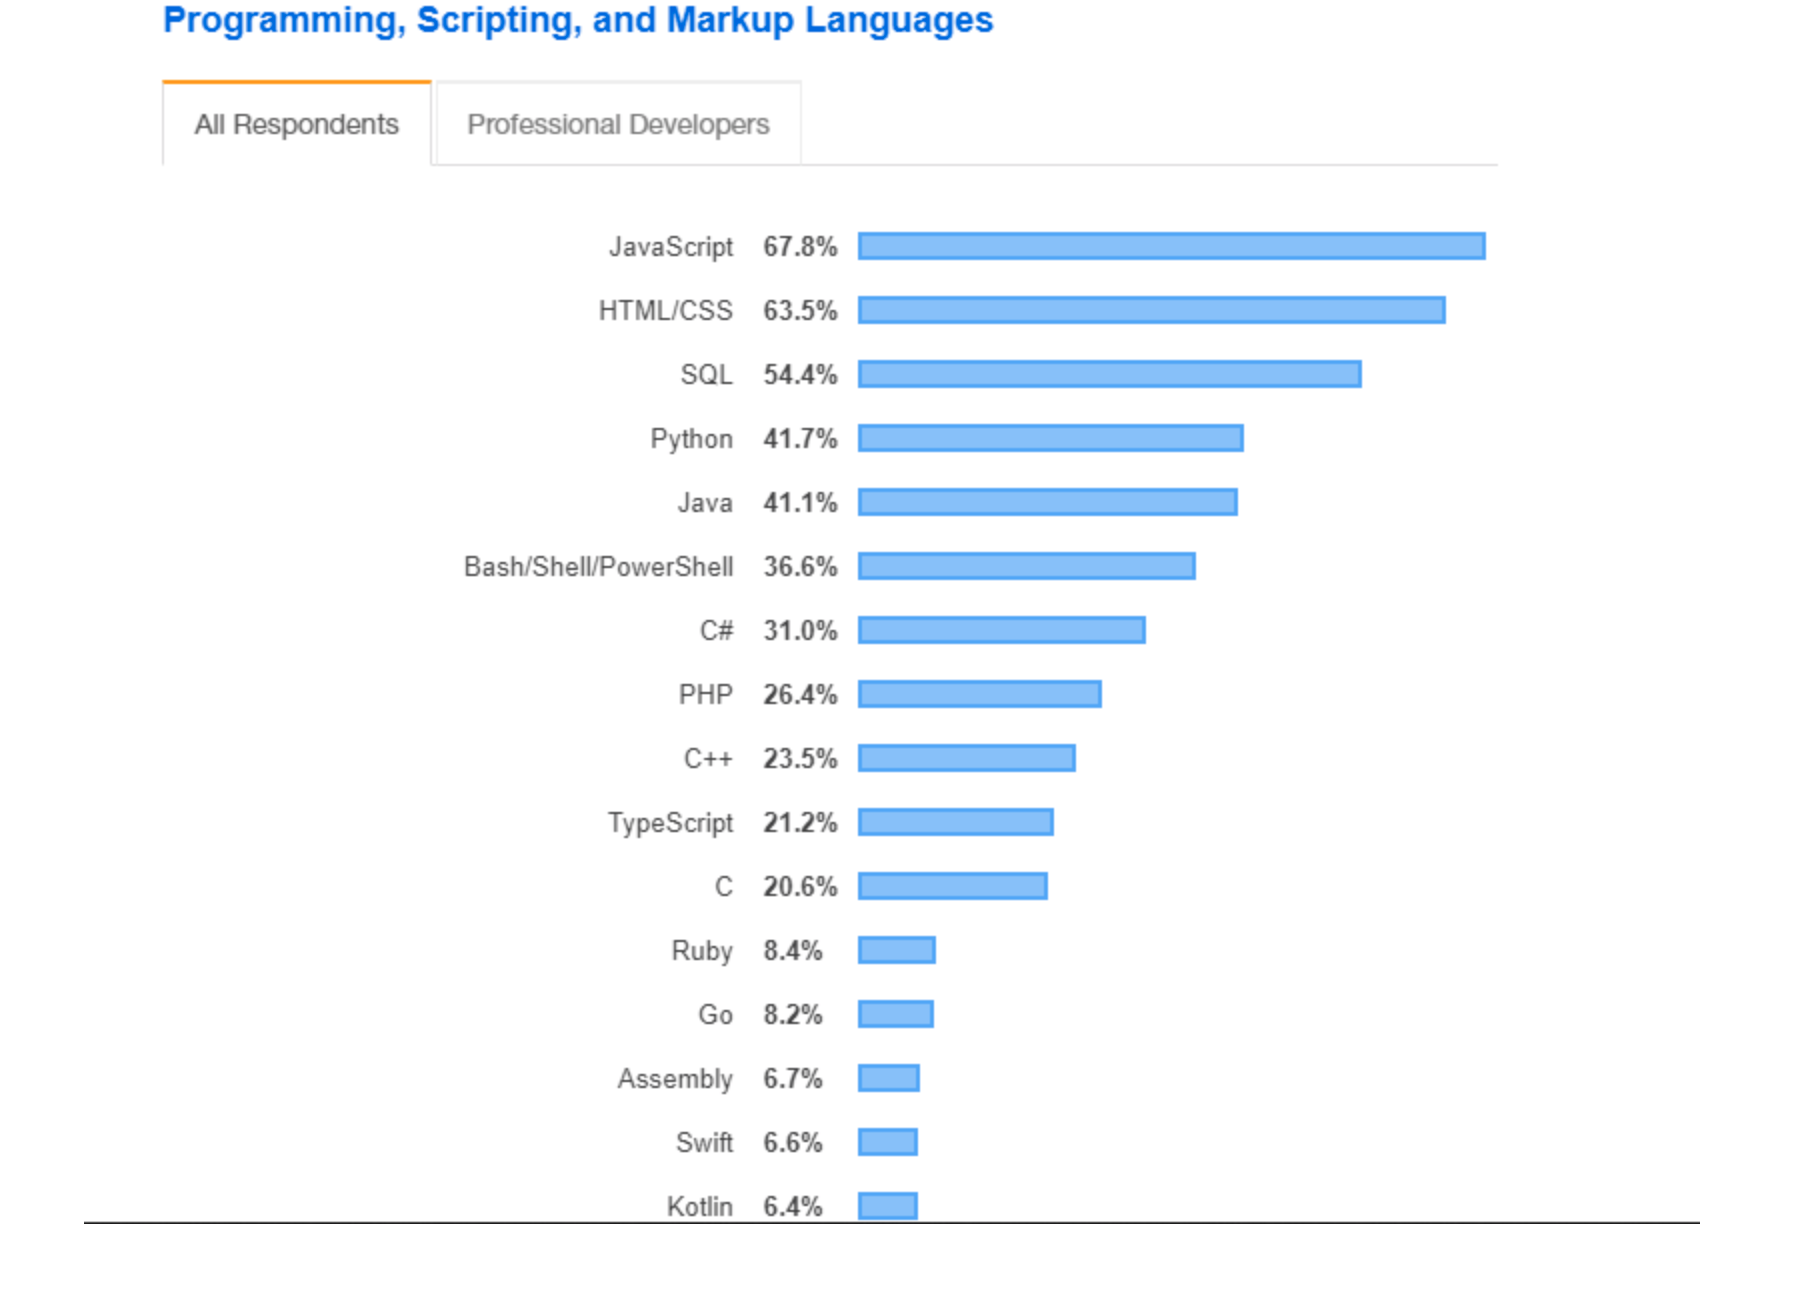 Programming, Scripting, and Markup Languages
All Respondents Professional Developers
JavaScript 67.8%
HTML/CSS 63.5%
SQL 54.4%
Python 41.7%
Java 41.1%
Bash/Shell/PowerShell 36.6%
C# 31.0%
PHP 26.4%
C++ 23.5%
TypeScript 21.2%
C 20.6%
Ruby 8.4%
Go 8.2%
Assembly 6.7%
Swift 6.6%
Kotlin 6.4%